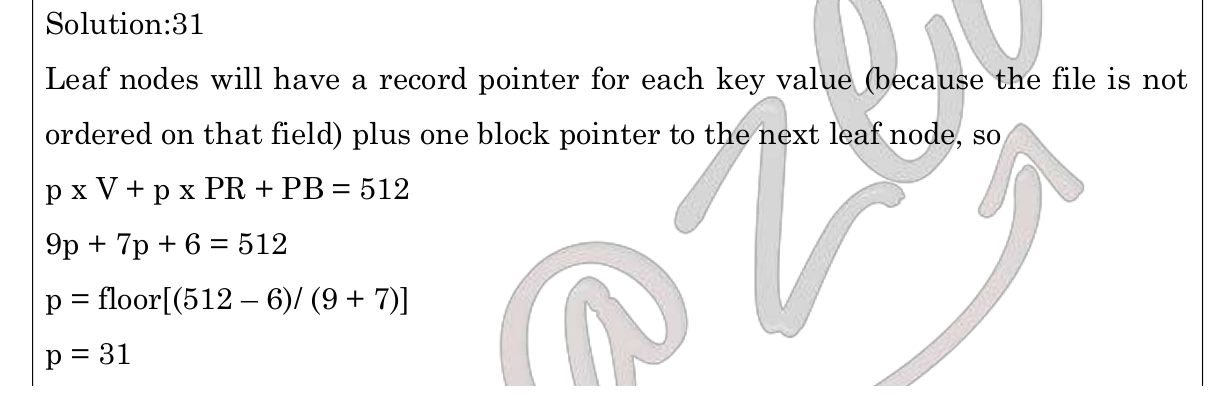 Solution:31
Leaf nodes will have a record pointer for each key value (because the file is not
ordered on that field) plus one block pointer to the next leaf node, so
p x V + p x PR + PB = 512
9p + 7p + 6 = 512
p = floor[(512 – 6)/ (9 + 7)]
p = 31